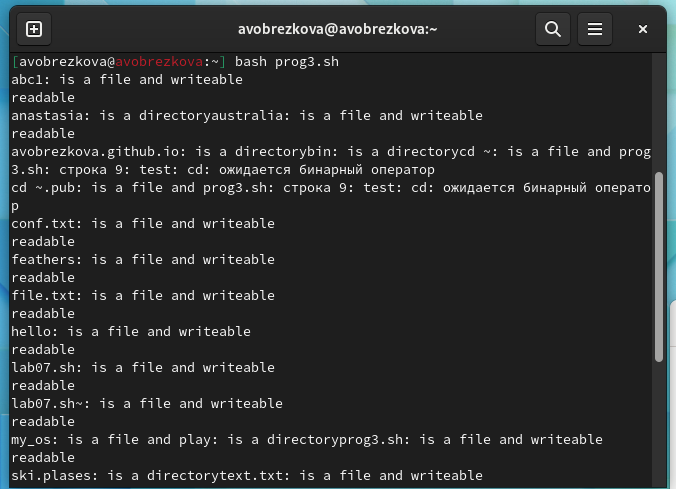 avobrezkova@avobrezkova:~
[avobrezkova@avobrezkova:~] bash prog3.sh
abc1: is a file and writeable
readable
anastasia: is a directoryaustralia: is a file and writeable
readable
avobrezkova.github.io: is a directorybin: is a directorycd ~: is a file and prog
3.sh: строка 9: test: cd: ожидается бинарный оператор
cd ~.pub: is a file and prog3.sh: строка 9: test: cd: ожидается бинарный операто
р
conf.txt: is a file and writeable
readable
feathers: is a file and writeable
readable
file.txt: is a file and writeable
readable
hello: is a file and writeable
readable
lab07.sh: is a file and writeable
readable
lab07.sh~: is a file and writeable
readable
my_os: is a file and play: is a directoryprog3.sh: is a file and writeable
readable
ski.plases: is a directorytext.txt: is a file and writeable